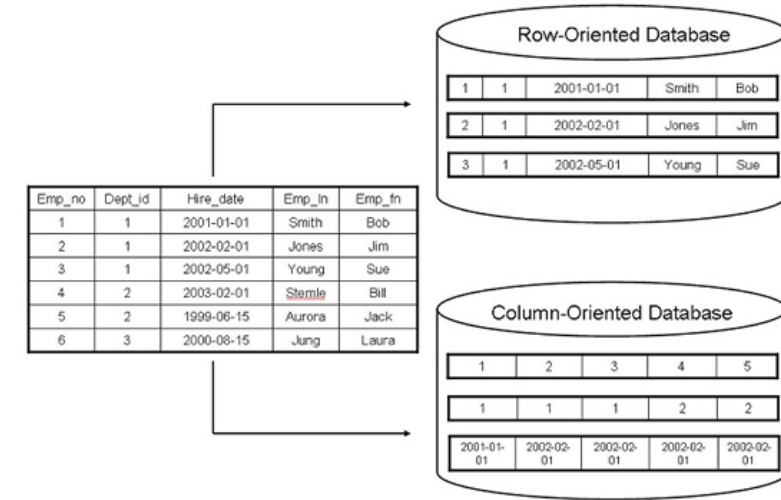 Row-Oriented Database
1 1 2001-01-01 Smith Bob
2 1 2002-02-01 Jones Jim
3 1 2002-05-01 Young Sue
Emp_no Dept_id Hire_date Emp_ln Emp_fn
1 1 2001-01-01 Smith Bob
2 1 2002-02-01 Jones Jim
3 1 2002-05-01 Young Sue
4 2 2003-02-01 Stemle Bill
5 2 1999-06-15 Aurora Jack
6 3 2000-08-15 Jung Laura
Column-Oriented Database
1 2 3 4 5
1 1 1 2 2
2001-01- 2002-02- 2002-02- 2002-02- 2002-02-
01 01 01 01 01